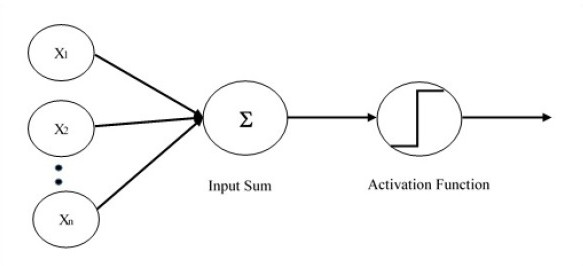 X1
X2
Xn
Σ
Input Sum
Activation Function